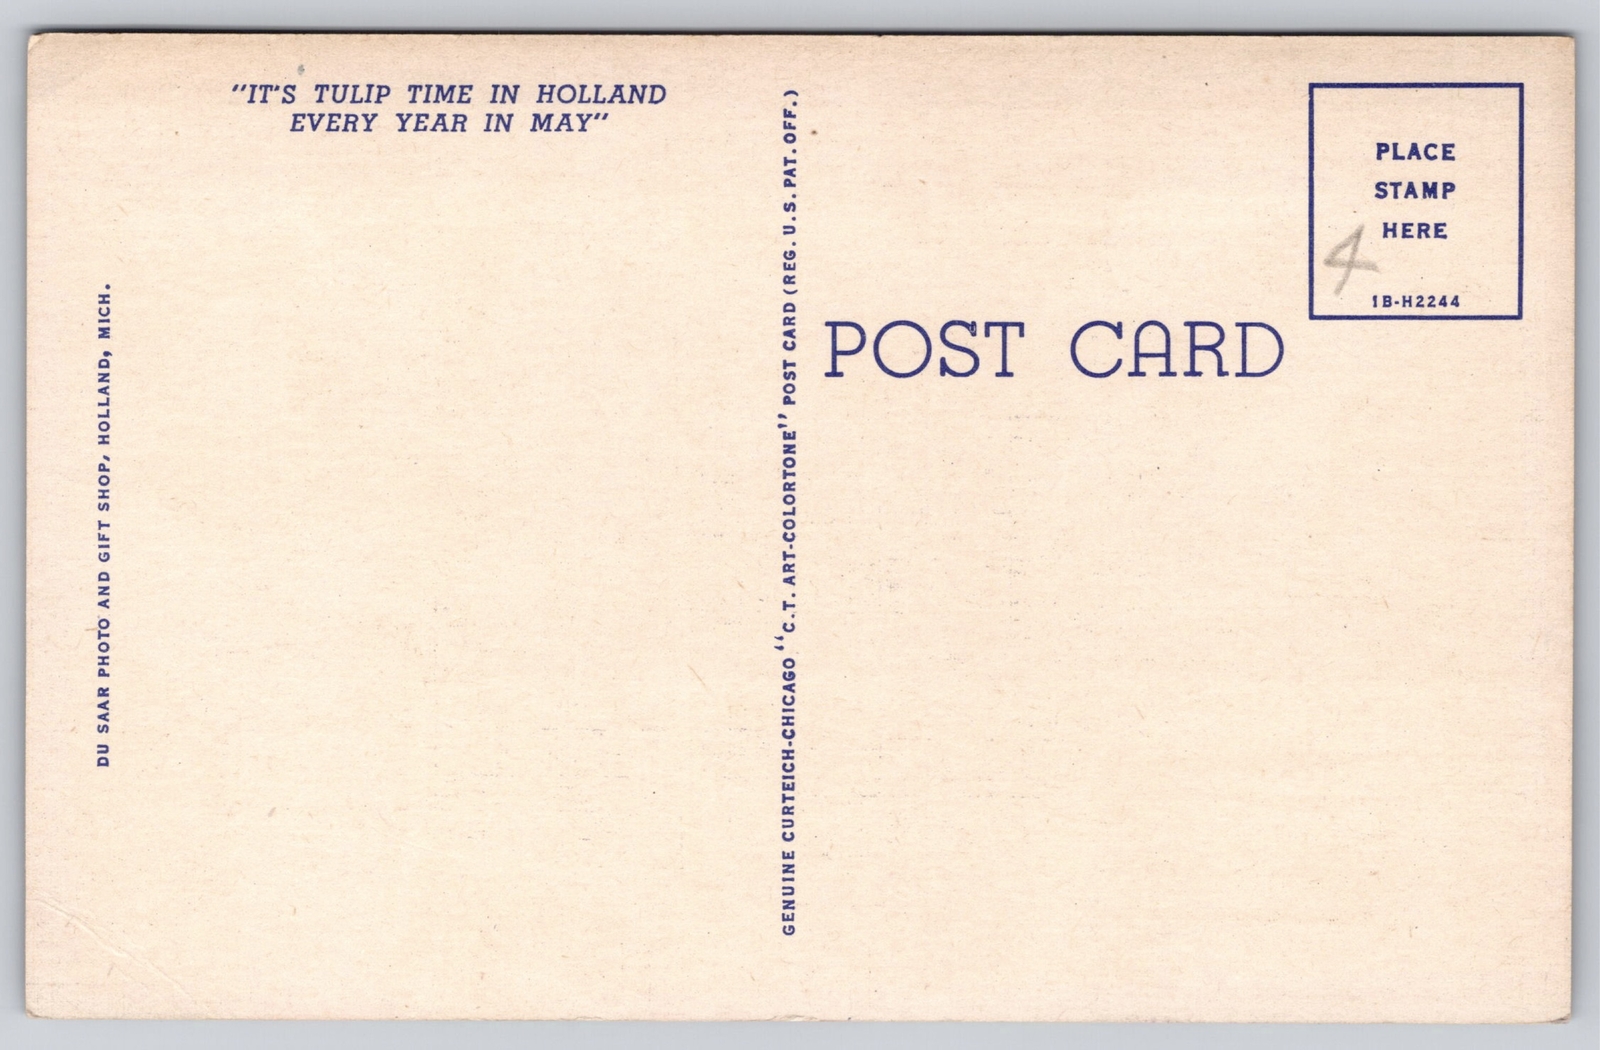 "IT'S TULIP TIME IN HOLLAND
EVERY YEAR IN MAY"
DU SAAR PHOTO AND GIFT SHOP, HOLLAND, MICH.
GENUINE CURTEICH-CHICAGO "C.T. ART-COLORTONE" POST CARD (REG. U.S. PAT. OFF.)
PLACE
STAMP
HERE
4
1B-H2244
POST CARD